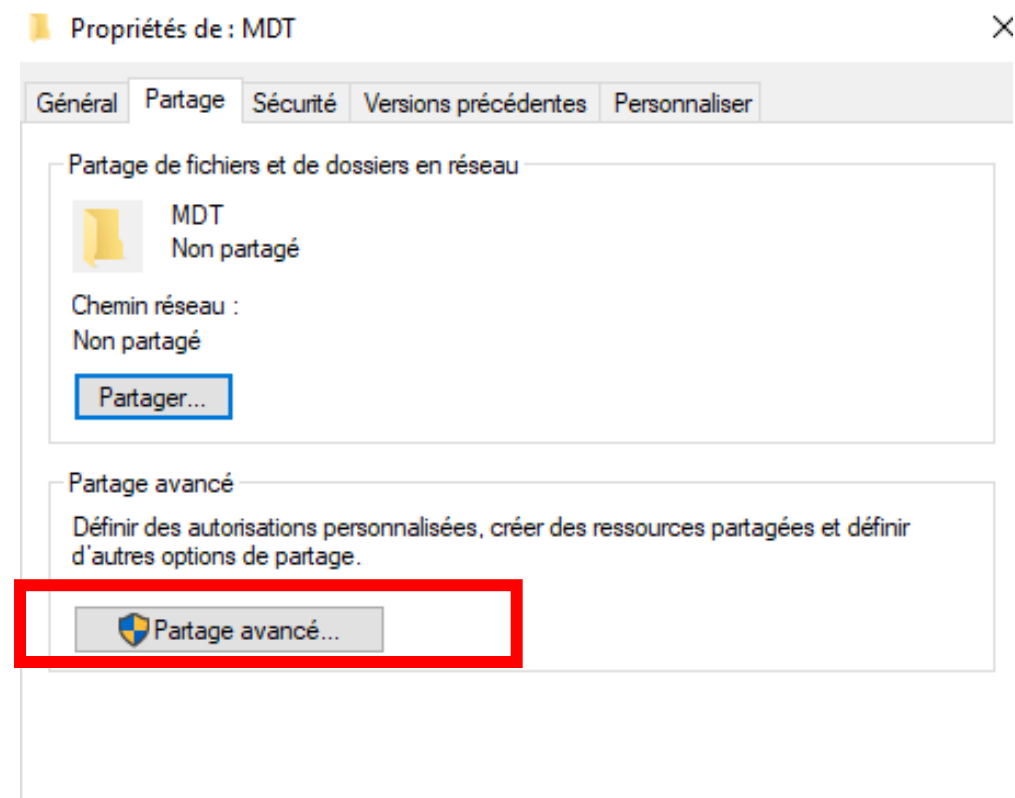 Propriétés de : MDT
Général Partage Sécurité Versions précédentes Personnaliser
Partage de fichiers et de dossiers en réseau
MDT
Non partagé
Chemin réseau :
Non partagé
Partager...
Partage avancé
Définir des autorisations personnalisées, créer des ressources partagées et définir
d'autres options de partage.
Partage avancé...